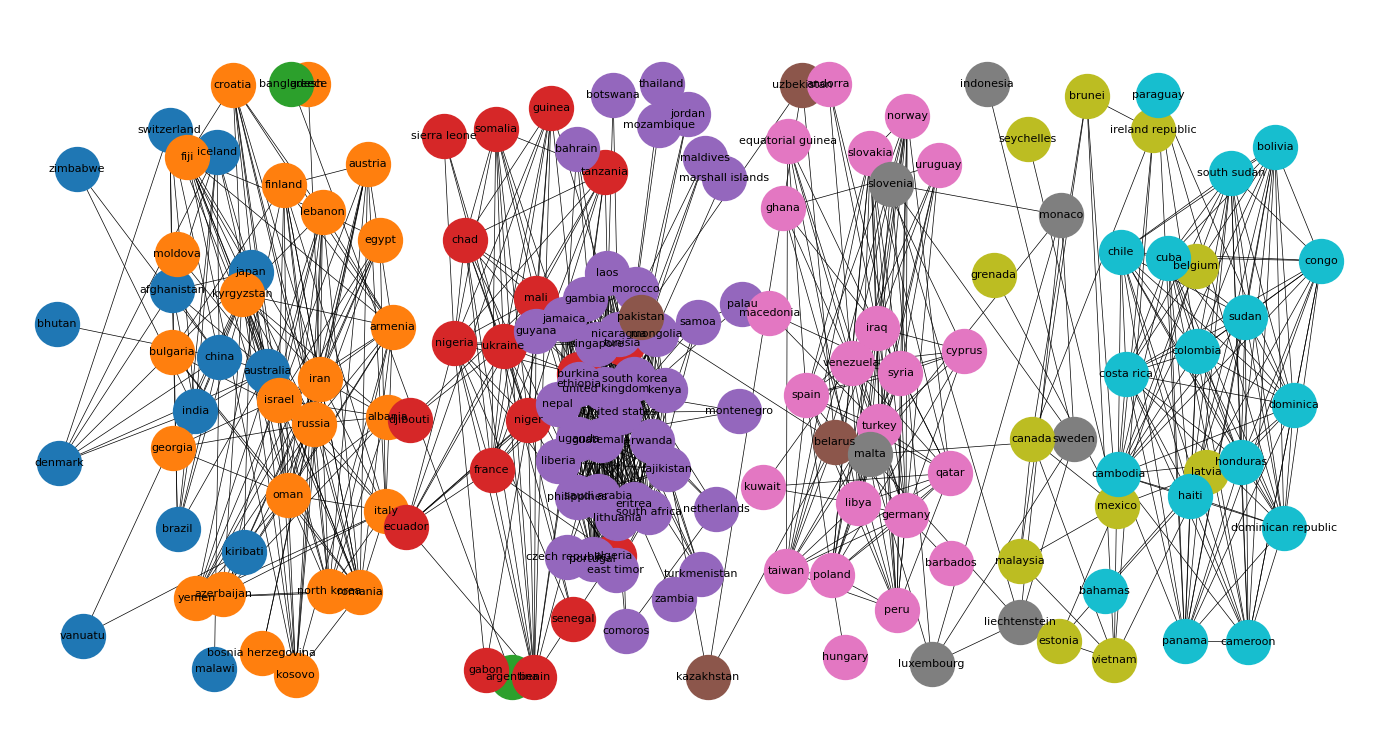 croatia
bangladesh
greece
switzerland
fiji
iceland
zimbabwe
austria
finland
lebanon
egypt
moldova
japan
afghanistan
kyrgyzstan
bhutan
armenia
bulgaria
china
australia
iran
israel
india
russia
albania
djibouti
georgia
denmark
oman
italy
ecuador
brazil
kiribati
yemen
azerbaijan
north korea
romania
vanuatu
bosnia herzegovina
malawi
kosovo
guinea
sierra leone
somalia
botswana
thailand
jordan
mozambique
bahrain
tanzania
maldives
marshall islands
chad
laos
mali
gambia
morocco
palau
jamaica
guyana
pakistan
samoa
nicaragua
mongolia
singapore
tunisia
nigeria
ukraine
burkina
ethiopia
south korea
united kingdom
kenya
nepal
united states
montenegro
niger
uganda
guatemala
rwanda
liberia
tajikistan
france
philippines
saudi arabia
eritrea
south africa
netherlands
lithuania
czech republic
portugal
algeria
east timor
turkmenistan
zambia
senegal
comoros
gabon
argentina
benin
kazakhstan
uzbekistan
andorra
norway
equatorial guinea
slovakia
uruguay
slovenia
ghana
macedonia
iraq
cyprus
venezuela
syria
spain
turkey
belarus
malta
qatar
kuwait
libya
germany
taiwan
poland
barbados
peru
hungary
luxembourg
liechtenstein
indonesia
seychelles
monaco
grenada
canada
sweden
malaysia
estonia
vietnam
mexico
latvia
brunei
ireland republic
paraguay
bolivia
south sudan
chile
cuba
belgium
congo
sudan
colombia
costa rica
dominica
cambodia
honduras
haiti
dominican republic
bahamas
panama
cameroon